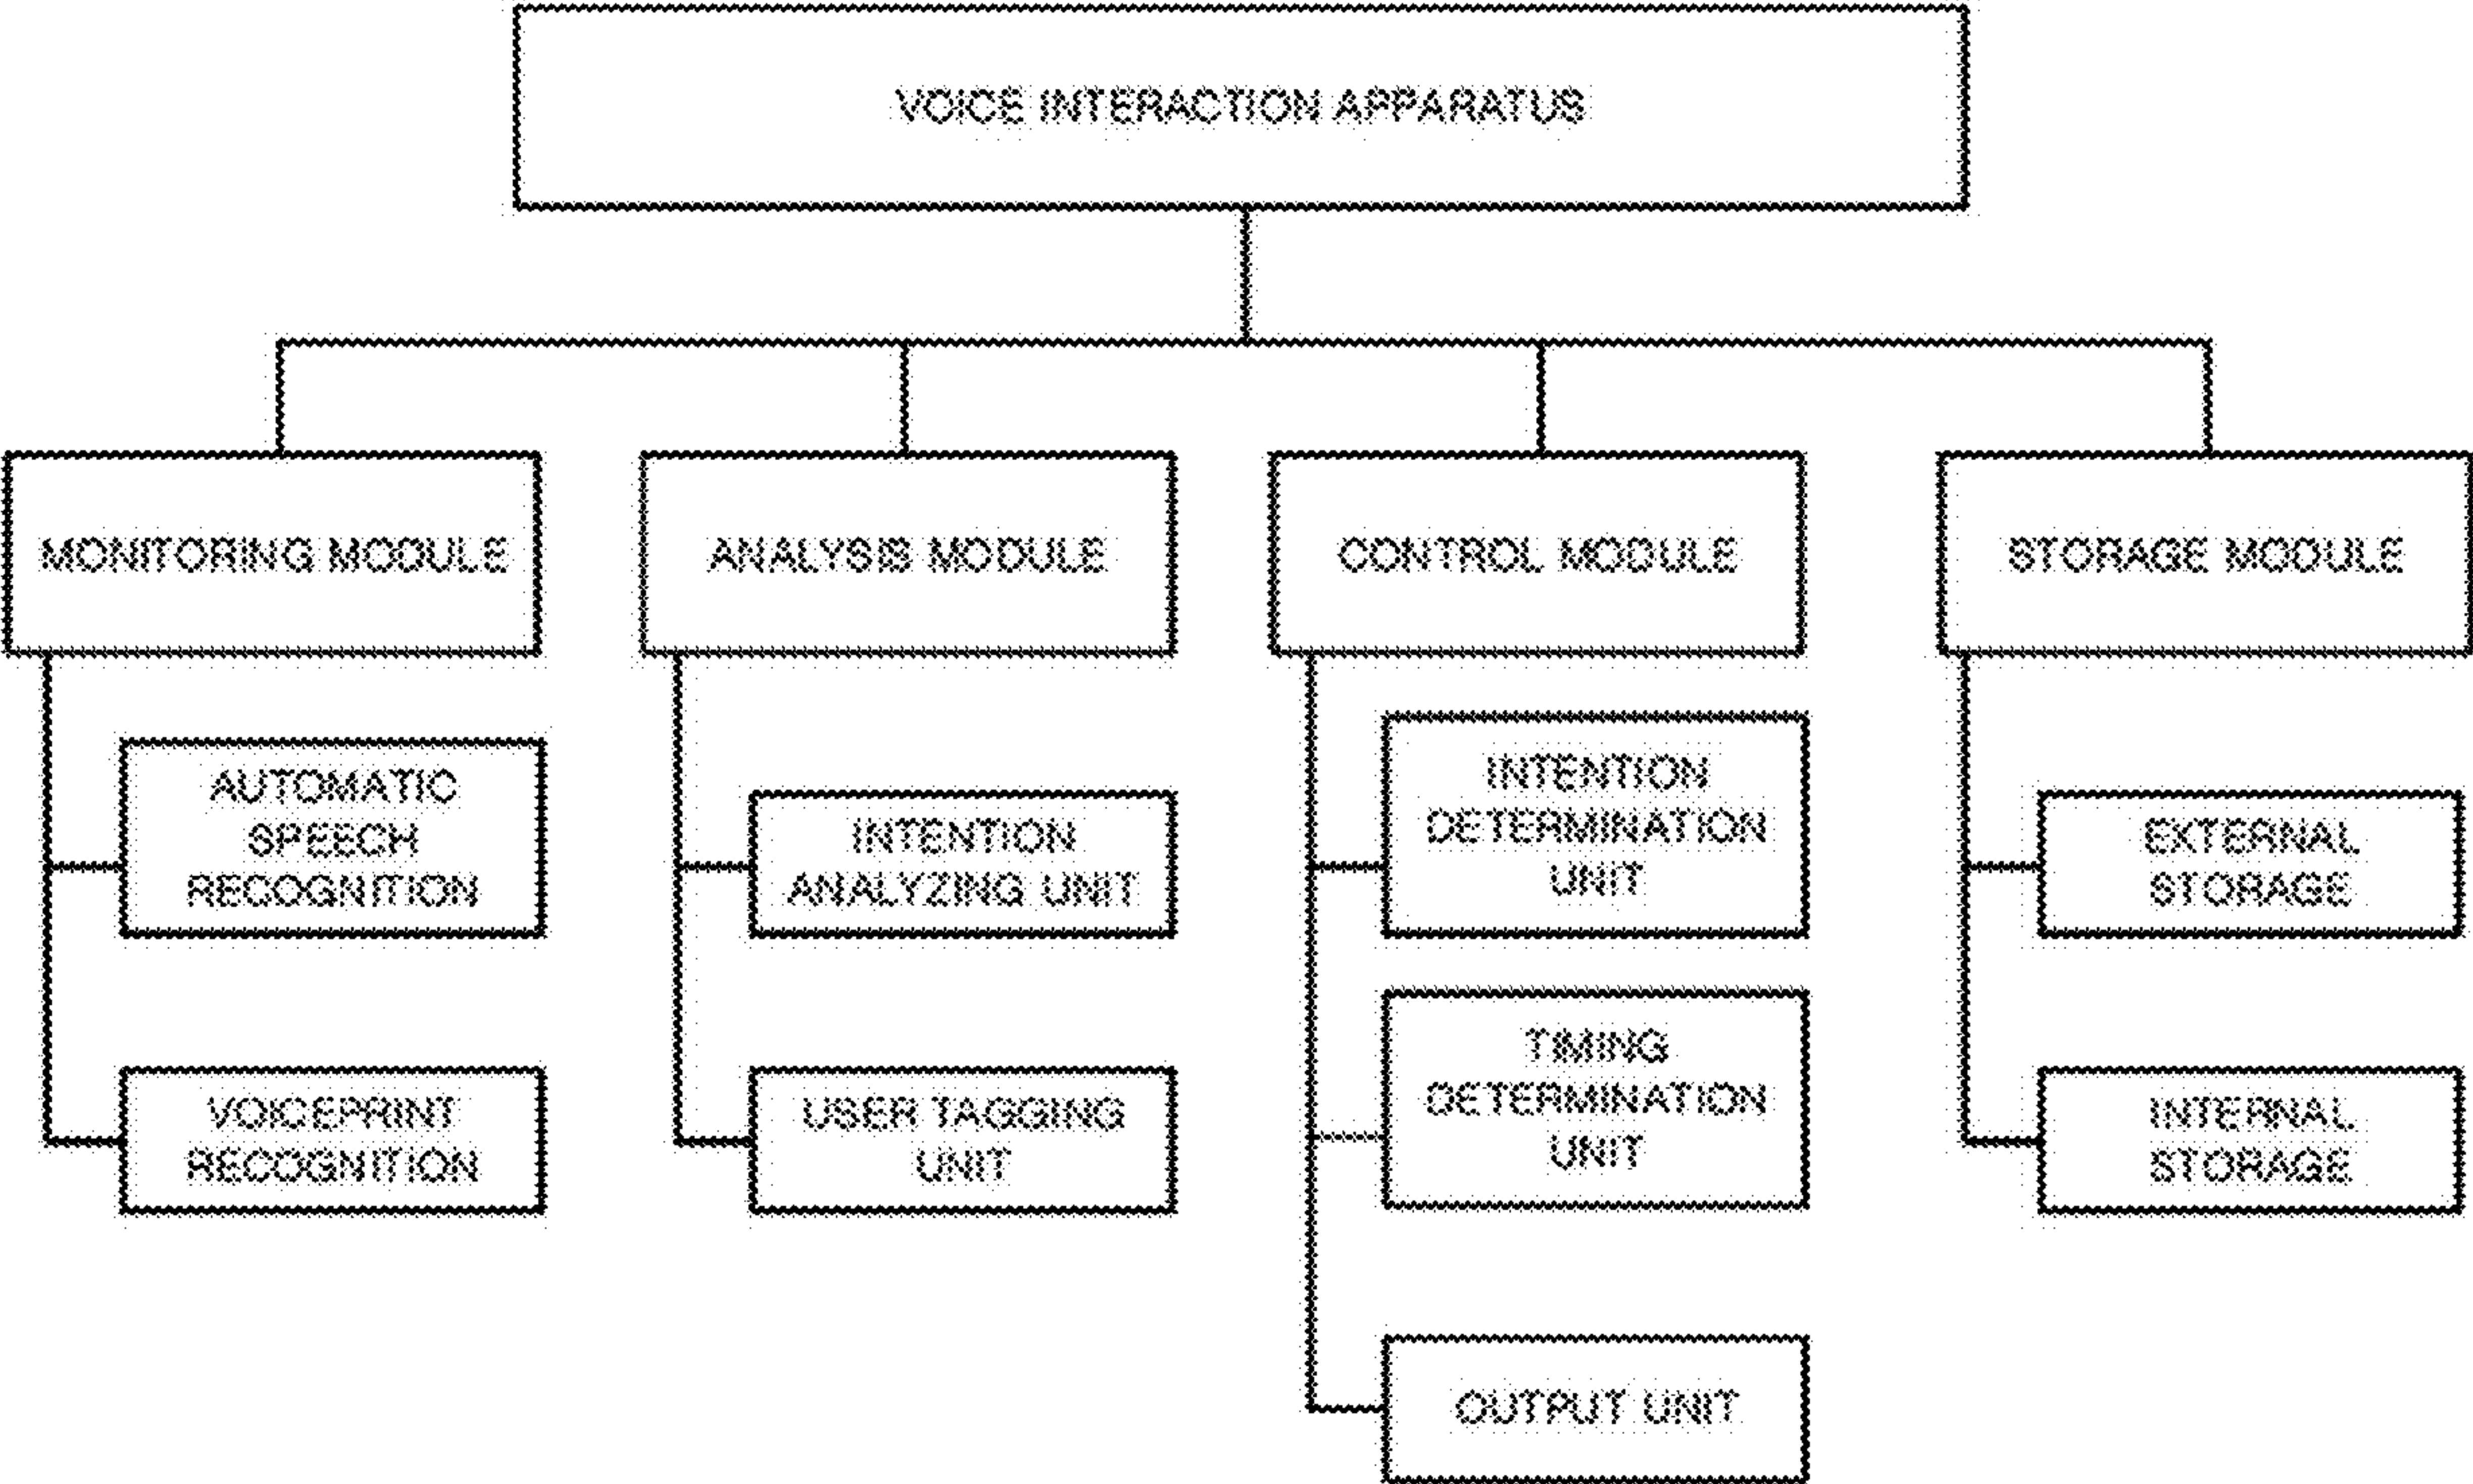 VOICE INTERACTION APPARATUS
MONITORING MODULE
ANALYSIS MODULE
CONTROL MODULE
STORAGE MODULE
AUTOMATIC
SPEECH
RECOGNITION
VOICEPRINT
RECOGNITION
INTENTION
ANALYZING UNIT
USER TAGGING
UNIT
INTENTION
DETERMINATION
UNIT
TIMING
DETERMINATION
UNIT
OUTPUT UNIT
EXTERNAL
STORAGE
INTERNAL
STORAGE